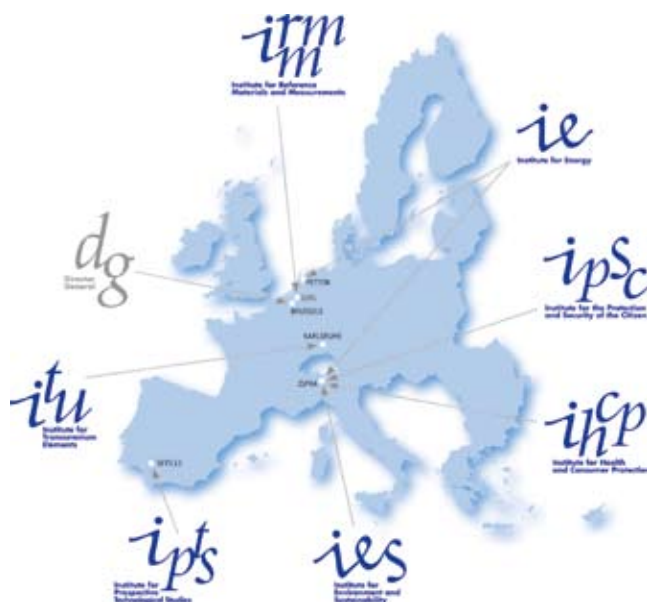 irmm
Institute for Reference
Materials and Measurements
ie
Institute for Energy
dg
Director
General
PETTEN
GEEL
BRUSSELS
ipsc
Institute for the Protection
and Security of the Citizen
KARLSRUHE
itu
Institute for
Transuranium
Elements
ISPRA
ihcp
Institute for Health
and Consumer Protection
SEVILLE
ipts
Institute for
Prospective
Technological Studies
ies
Institute for
Environment and
Sustainability